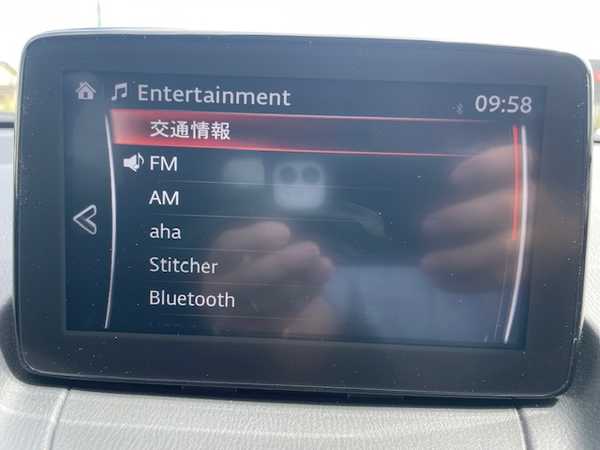 Entertainment
09:58
交通情報
FM
AM
aha
Stitcher
Bluetooth